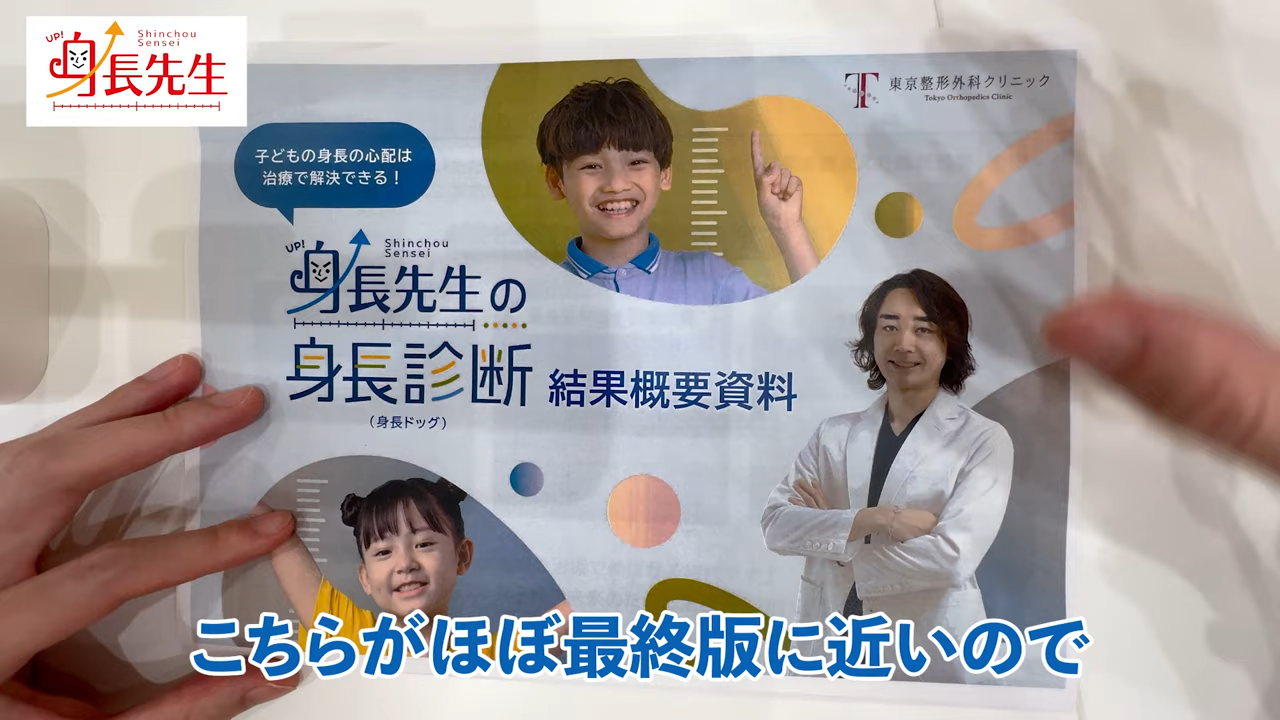 UP!
Shinchou
Sensei
身長先生
東京整形外科クリニック
Tokyo Orthopedics Clinic
子どもの身長の心配は
治療で解決できる！
UP!
Shinchou
Sensei
身長先生の
身長診断 結果概要資料
（身長ドッグ）
こちらがほぼ最終版に近いので